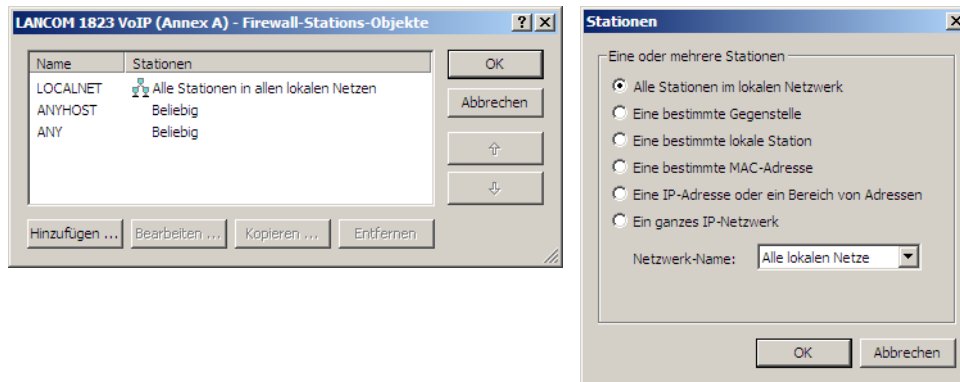 LANCOM 1823 VoIP (Annex A) - Firewall-Stations-Objekte
Name Stationen
LOCALNET Alle Stationen in allen lokalen Netzen
ANYHOST Beliebig
ANY Beliebig
OK
Abbrechen
Hinzufügen ... Bearbeiten ... Kopieren ... Entfernen
Stationen
Eine oder mehrere Stationen
Alle Stationen im lokalen Netzwerk
Eine bestimmte Gegenstelle
Eine bestimmte lokale Station
Eine bestimmte MAC-Adresse
Eine IP-Adresse oder ein Bereich von Adressen
Ein ganzes IP-Netzwerk
Netzwerk-Name: Alle lokalen Netze
OK Abbrechen